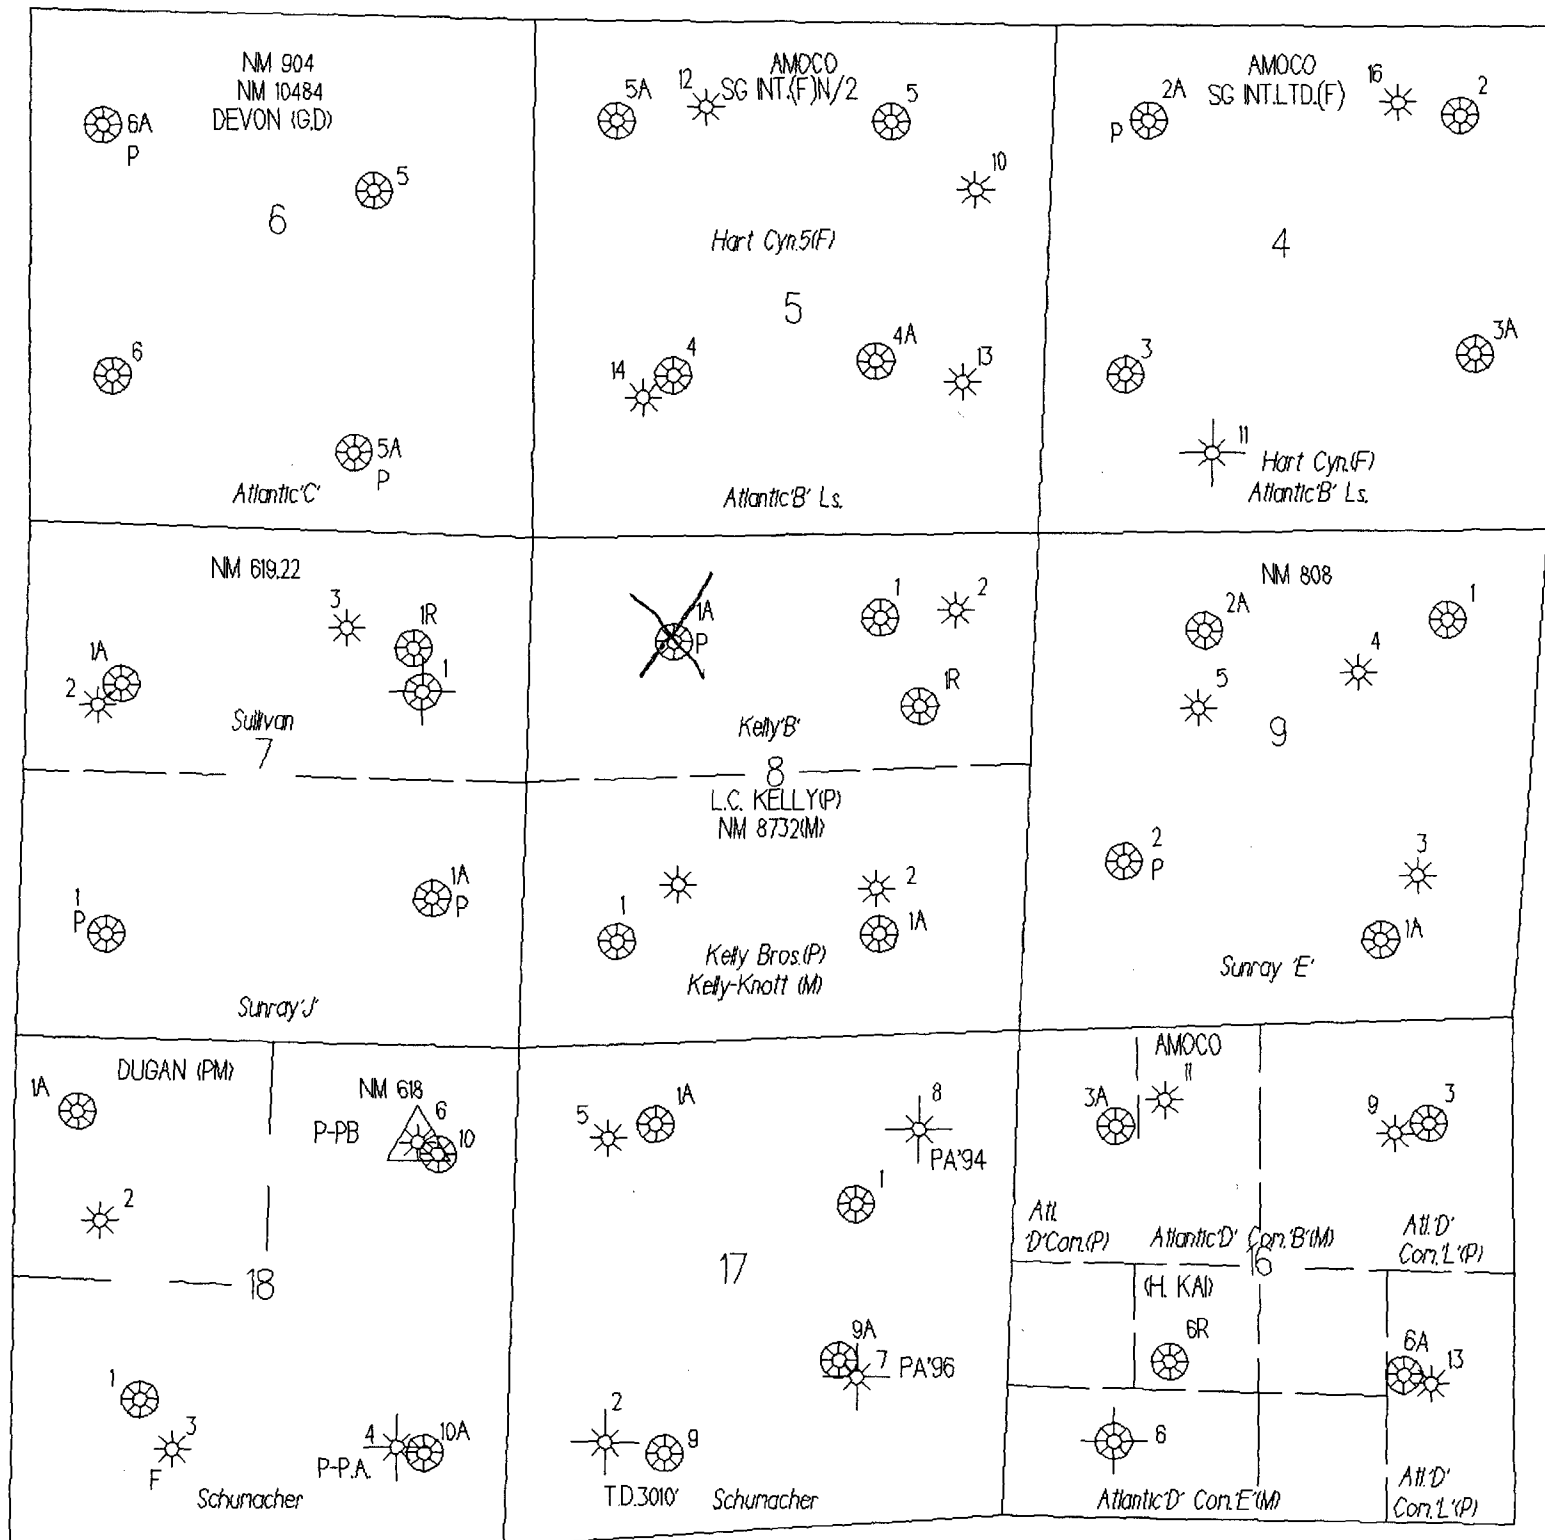 NM 904
NM 10484
DEVON (G,D)
6A
P
5
6
6
5A
P
Atlantic'C'
AMOCO
SG INT.(F)N/2
5A
12
5
10
Hart Cyn.5(F)
5
4
14
4A
13
Atlantic'B' Ls.
AMOCO
SG INT.LTD.(F)
2A
P
16
2
4
3
3A
11
Hart Cyn.(F)
Atlantic'B' Ls.
NM 619.22
3
1R
1A
2
1
Sullivan
7
1
P
1A
P
Sunray'J'
1A
P
1
2
1R
Kelly'B'
8
L.C. KELLY(P)
NM 8732(M)
2
1
1A
Kelly Bros.(P)
Kelly-Knott (M)
NM 808
2A
1
4
5
9
2
P
3
1A
Sunray 'E'
DUGAN (PM)
1A
NM 618
6
P-PB
10
2
18
1
3
F
4
10A
P-P.A.
Schumacher
5
1A
8
PA'94
1
17
9A
7
PA'96
2
9
T.D.3010'
Schumacher
AMOCO
11
3A
9
3
Atl.
'D'Com.(P)
Atlantic'D' Com.'B'(M)
Atl.'D'
Com.'L'(P)
16
(H. KAI)
6R
6A
13
6
Atlantic'D' Com.'E'(M)
Atl.'D'
Com.'L'(P)